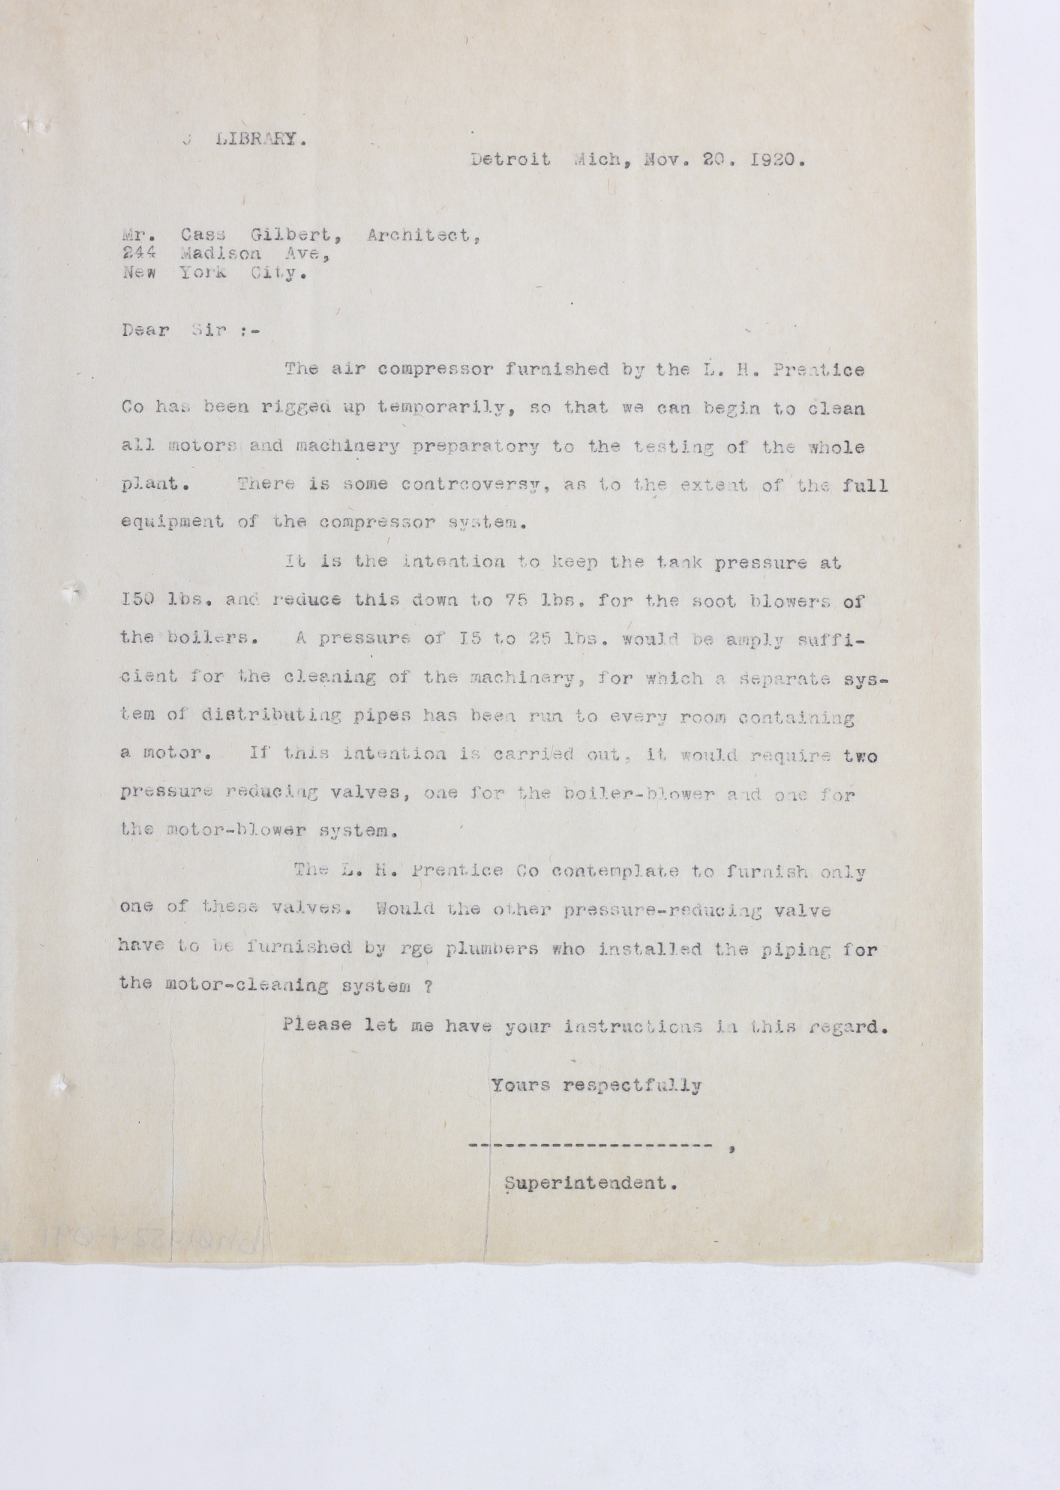 LIBRARY.
Detroit Mich, Nov. 20. I920.
Mr. Cass Gilbert, Architect,
244 Madison Ave,
New York City.
Dear Sir :-
The air compressor furnished by the L. H. Prentice
Co has been rigged up temporarily, so that we can begin to clean
all motors and machinery preparatory to the testing of the whole
plant. There is some contrcoversy, as to the extent of the full
equipment of the compressor system.
It is the intention to keep the tank pressure at
I50 lbs. and reduce this down to 75 lbs. for the soot blowers of
the boilers. A pressure of I5 to 25 lbs. would be amply suffi-
cient for the cleaning of the machinery, for which a separate sys-
tem of distributing pipes has been run to every room containing
a motor. If this intention is carried out, it would require two
pressure reducing valves, one for the boiler-blower and one for
the motor-blower system.
The L. H. Prentice Co contemplate to furnish only
one of these valves. Would the other pressure-reducing valve
have to be furnished by rge plumbers who installed the piping for
the motor-cleaning system ?
Please let me have your instructions in this regard.
Yours respectfully
--------------------- ,
Superintendent.